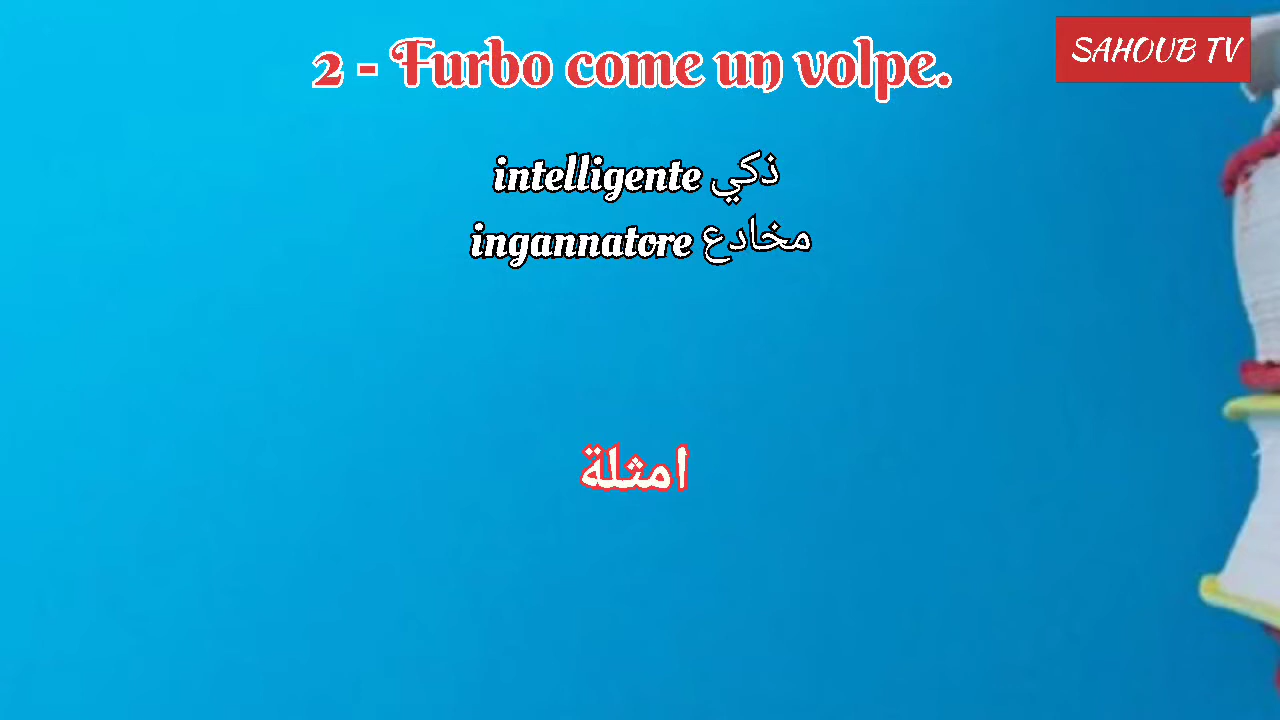 SAHOUB TV
2 - Furbo come un volpe.
intelligente ذكي
ingannatore مخادع
امثلة